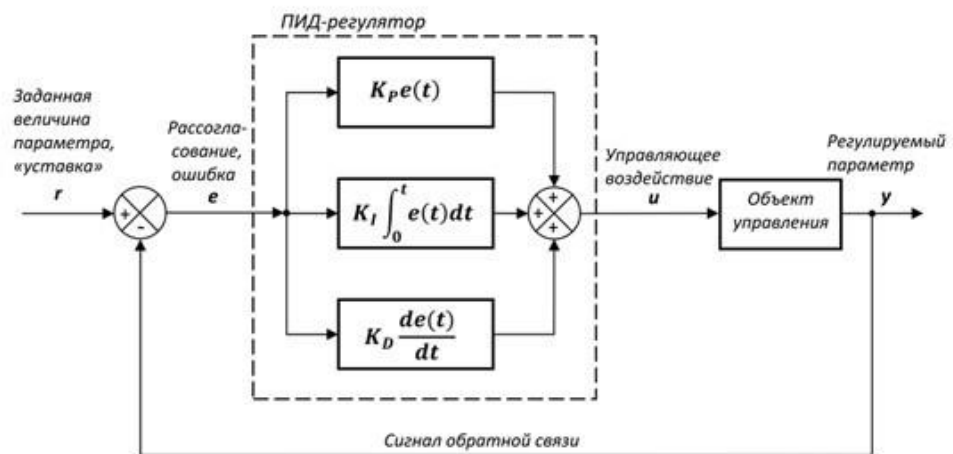 ПИД-регулятор
Заданная
величина
параметра,
«уставка»
r
+
-
Рассогла-
сование,
ошибка
e
K_P e(t)
K_I ∫_0^t e(t)dt
K_D de(t)/dt
+
+
+
Управляющее
воздействие
u
Объект
управления
Регулируемый
параметр
y
Сигнал обратной связи